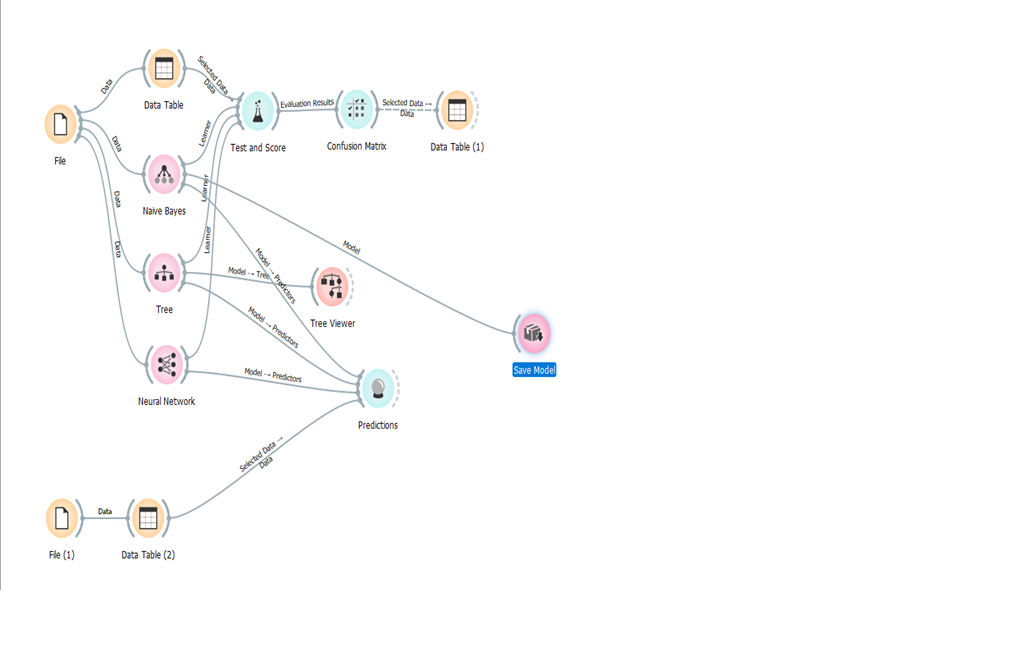 Data
Data Table
Selected Data →
Data
File
Data
Learner
Test and Score
Evaluation Results
Confusion Matrix
Selected Data →
Data
Data Table (1)
Naive Bayes
Learner
Data
Model
Data
Learner
Tree
Model → Tree
Model → Predictors
Tree Viewer
Model → Predictors
Save Model
Neural Network
Model → Predictors
Predictions
Selected Data →
Data
File (1)
Data
Data Table (2)